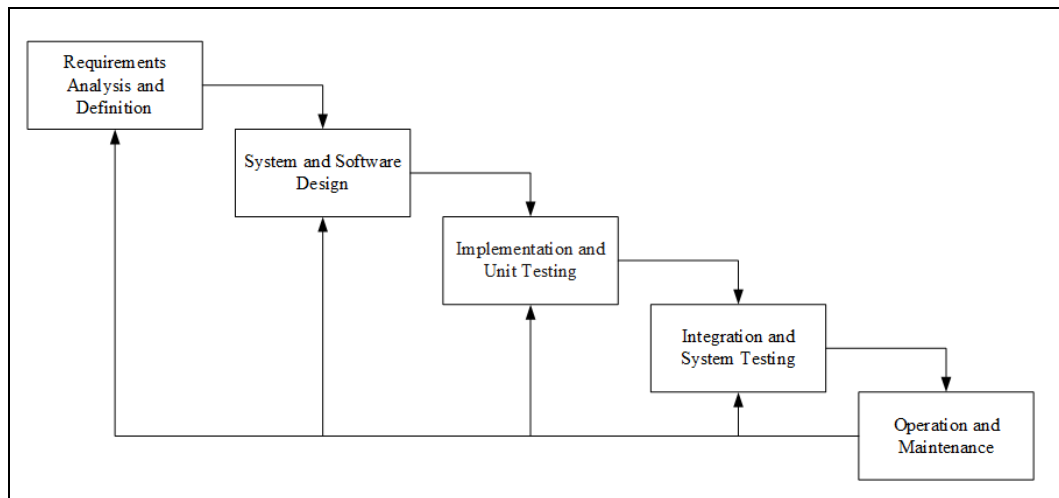 Requirements
Analysis and
Definition
System and Software
Design
Implementation and
Unit Testing
Integration and
System Testing
Operation and
Maintenance